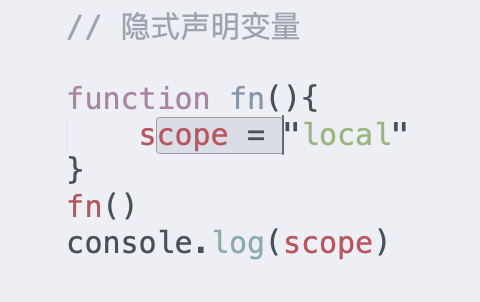 // 隐式声明变量
function fn(){
scope = "local"
}
fn()
console.log(scope)